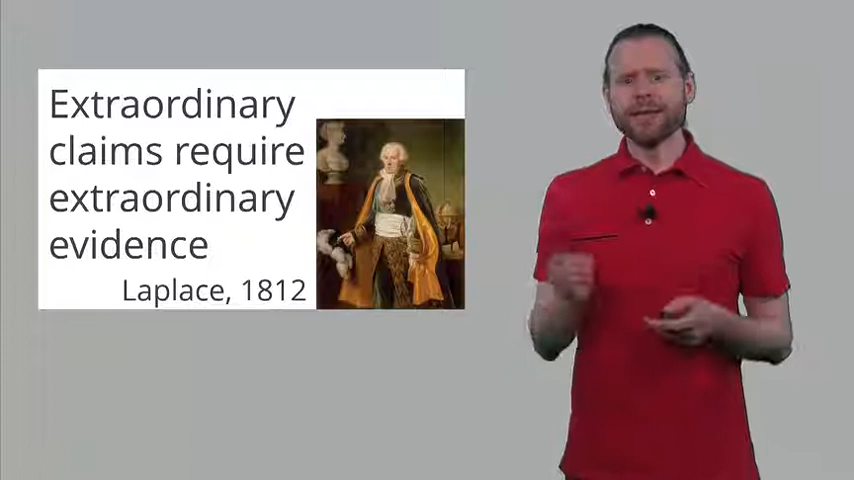 Extraordinary
claims require
extraordinary
evidence
Laplace, 1812